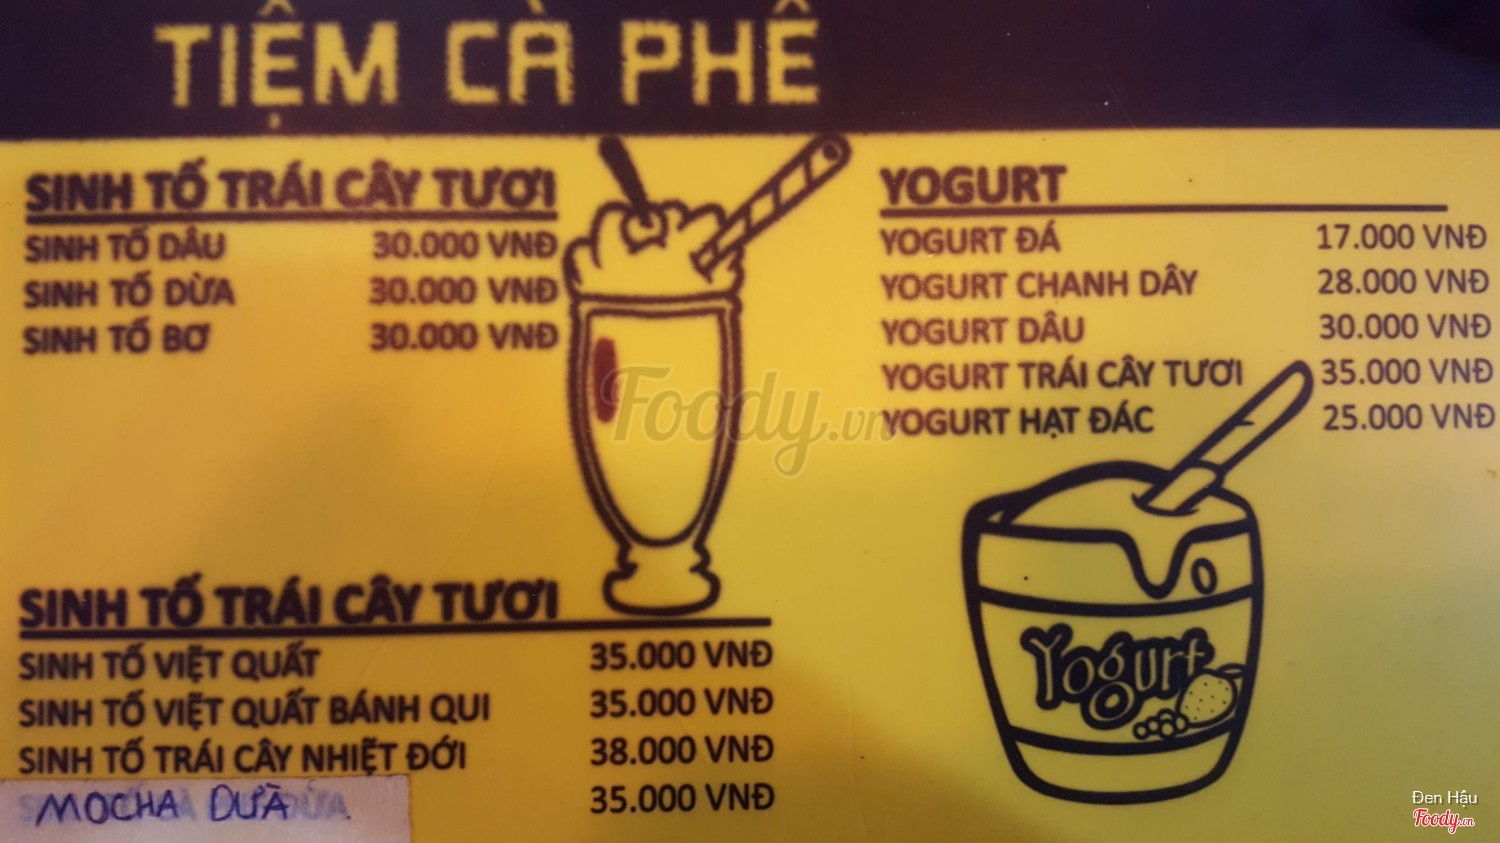 TIỆM CÀ PHÊ
SINH TỐ TRÁI CÂY TƯƠI
SINH TỐ DÂU 30.000 VNĐ
SINH TỐ DỪA 30.000 VNĐ
SINH TỐ BƠ 30.000 VNĐ
SINH TỐ TRÁI CÂY TƯƠI
SINH TỐ VIỆT QUẤT 35.000 VNĐ
SINH TỐ VIỆT QUẤT BÁNH QUI 35.000 VNĐ
SINH TỐ TRÁI CÂY NHIỆT ĐỚI 38.000 VNĐ
MOCHA DƯÀ 35.000 VNĐ
YOGURT
YOGURT ĐÁ 17.000 VNĐ
YOGURT CHANH DÂY 28.000 VNĐ
YOGURT DÂU 30.000 VNĐ
YOGURT TRÁI CÂY TƯƠI 35.000 VNĐ
YOGURT HẠT ĐÁC 25.000 VNĐ
Yogurt
Foody.vn
Đen Hậu
Foody.vn